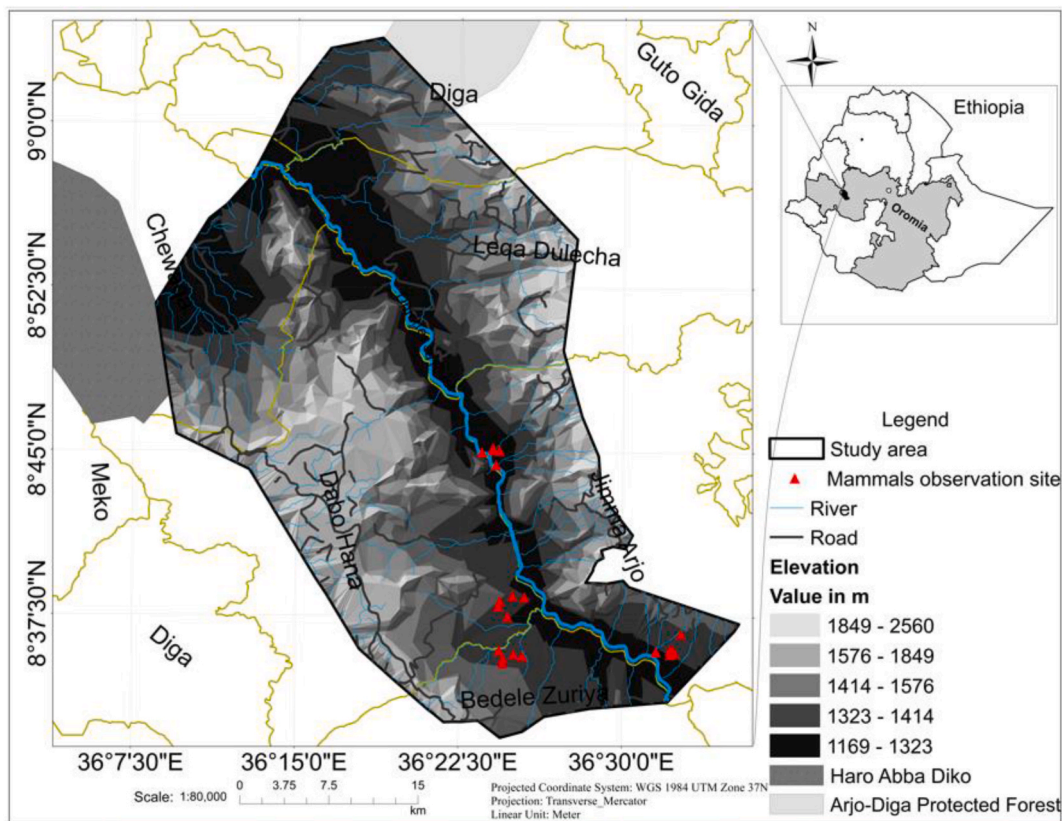 N
Ethiopia
Oromia
Diga
Guto Gida
Leqa Dulecha
Jimma Arjo
Dabo Hana
Bedele Zuriya
Meko
Diga
9°0'0"N
8°52'30"N
8°45'0"N
8°37'30"N
36°7'30"E
36°15'0"E
36°22'30"E
36°30'0"E
Legend
Study area
Mammals observation site
River
Road
Elevation
Value in m
1849 - 2560
1576 - 1849
1414 - 1576
1323 - 1414
1169 - 1323
Haro Abba Diko
Arjo-Diga Protected Forest
Scale: 1:80,000
0 3.75 7.5 15
km
Projected Coordinate System: WGS 1984 UTM Zone 37N
Projection: Transverse_Mercator
Linear Unit: Meter